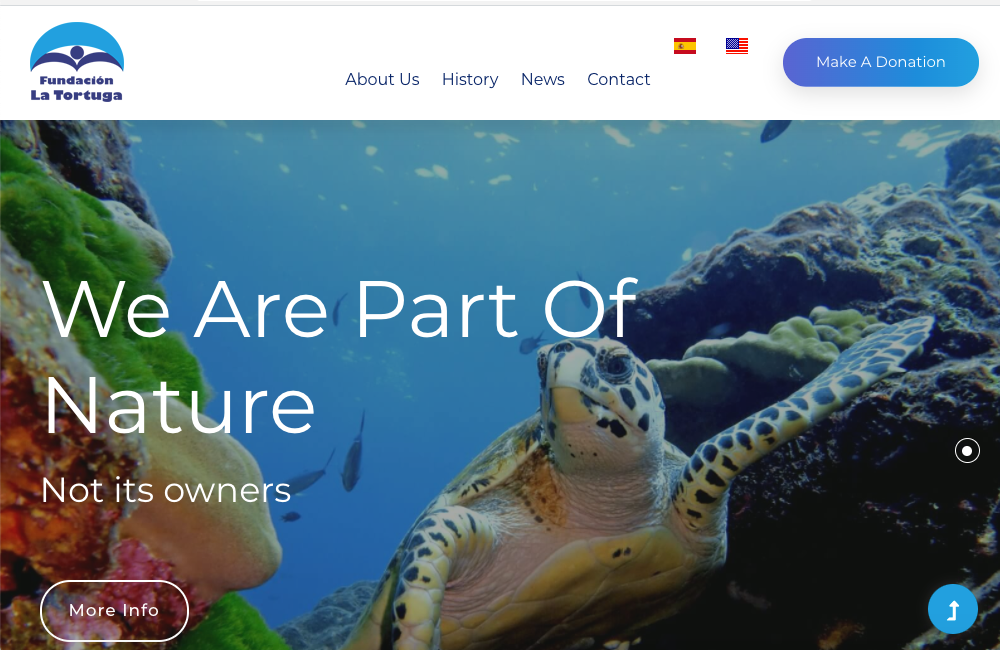 Fundación
La Tortuga
About Us
History
News
Contact
Make A Donation
We Are Part Of
Nature
Not its owners
More Info